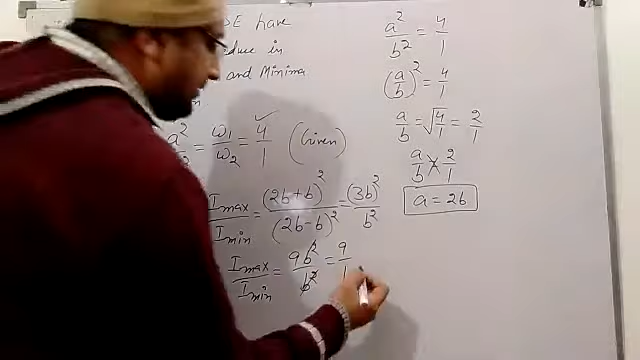 DE have
duce in
and Minima
n
a² = ω₁/ω₂ = 4/1 (Given)
Imax/Imin = (2b+b)²/(2b-b)² = (3b)²/b²
Imax/Imin = 9b²/b² = 9/1
a²/b² = 4/1
(a/b)² = 4/1
a/b = √4/1 = 2/1
a/b 2/1
a = 2b